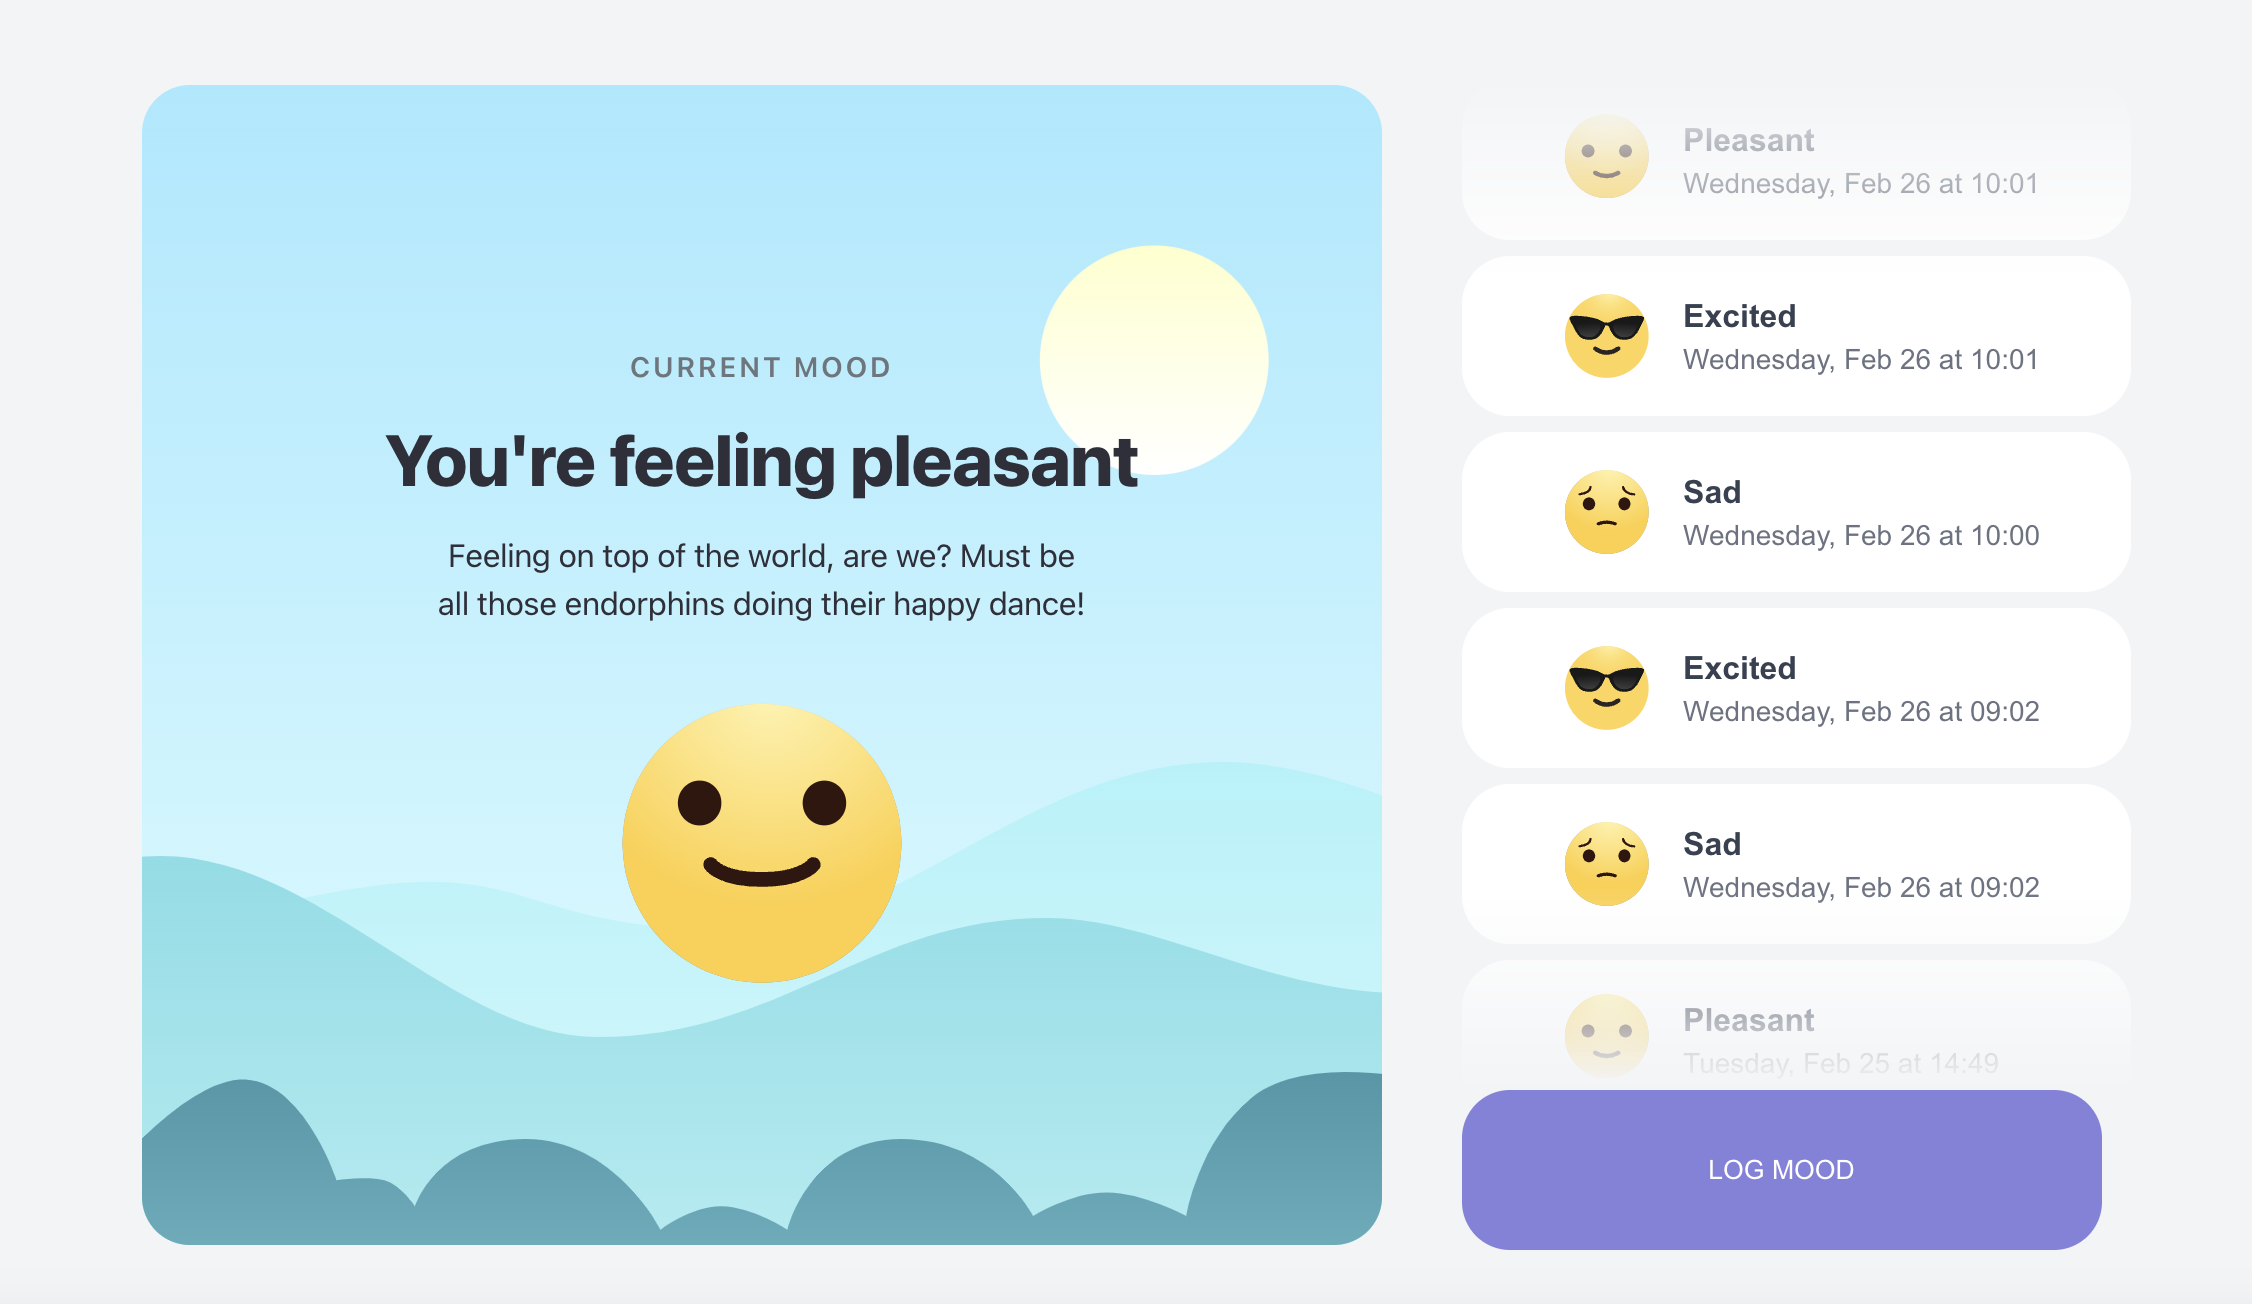 CURRENT MOOD
You're feeling pleasant
Feeling on top of the world, are we? Must be
all those endorphins doing their happy dance!
Pleasant
Wednesday, Feb 26 at 10:01
Excited
Wednesday, Feb 26 at 10:01
Sad
Wednesday, Feb 26 at 10:00
Excited
Wednesday, Feb 26 at 09:02
Sad
Wednesday, Feb 26 at 09:02
Pleasant
Tuesday, Feb 25 at 14:49
LOG MOOD